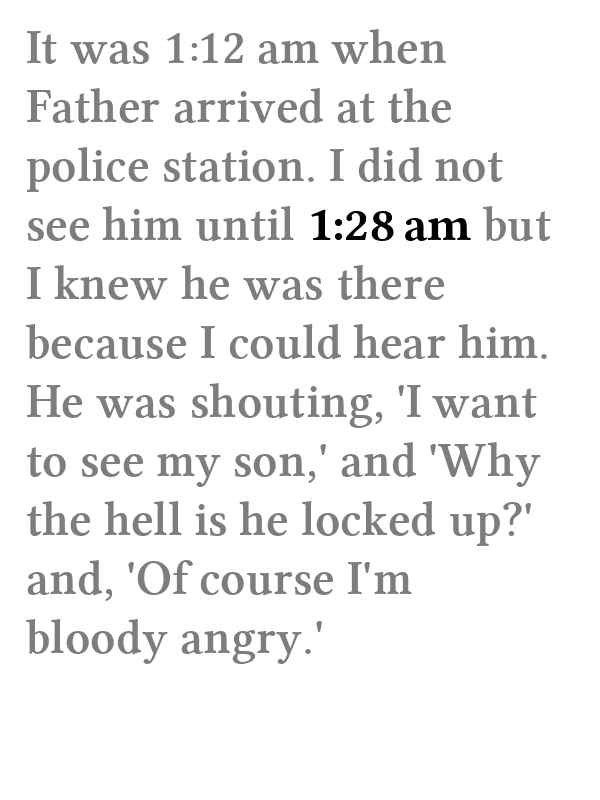 It was 1:12 am when
Father arrived at the
police station. I did not
see him until 1:28 am but
I knew he was there
because I could hear him.
He was shouting, 'I want
to see my son,' and 'Why
the hell is he locked up?'
and, 'Of course I'm
bloody angry.'